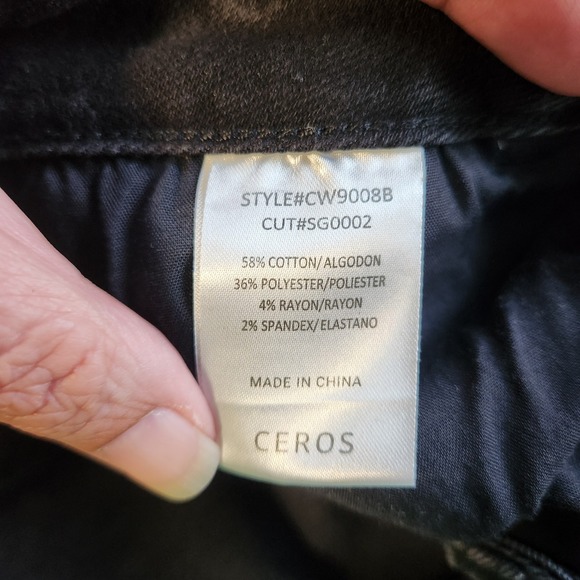 STYLE#CW9008B
CUT#SG0002
58% COTTON/ALGODON
36% POLYESTER/POLIESTER
4% RAYON/RAYON
2% SPANDEX/ELASTANO
MADE IN CHINA
CEROS